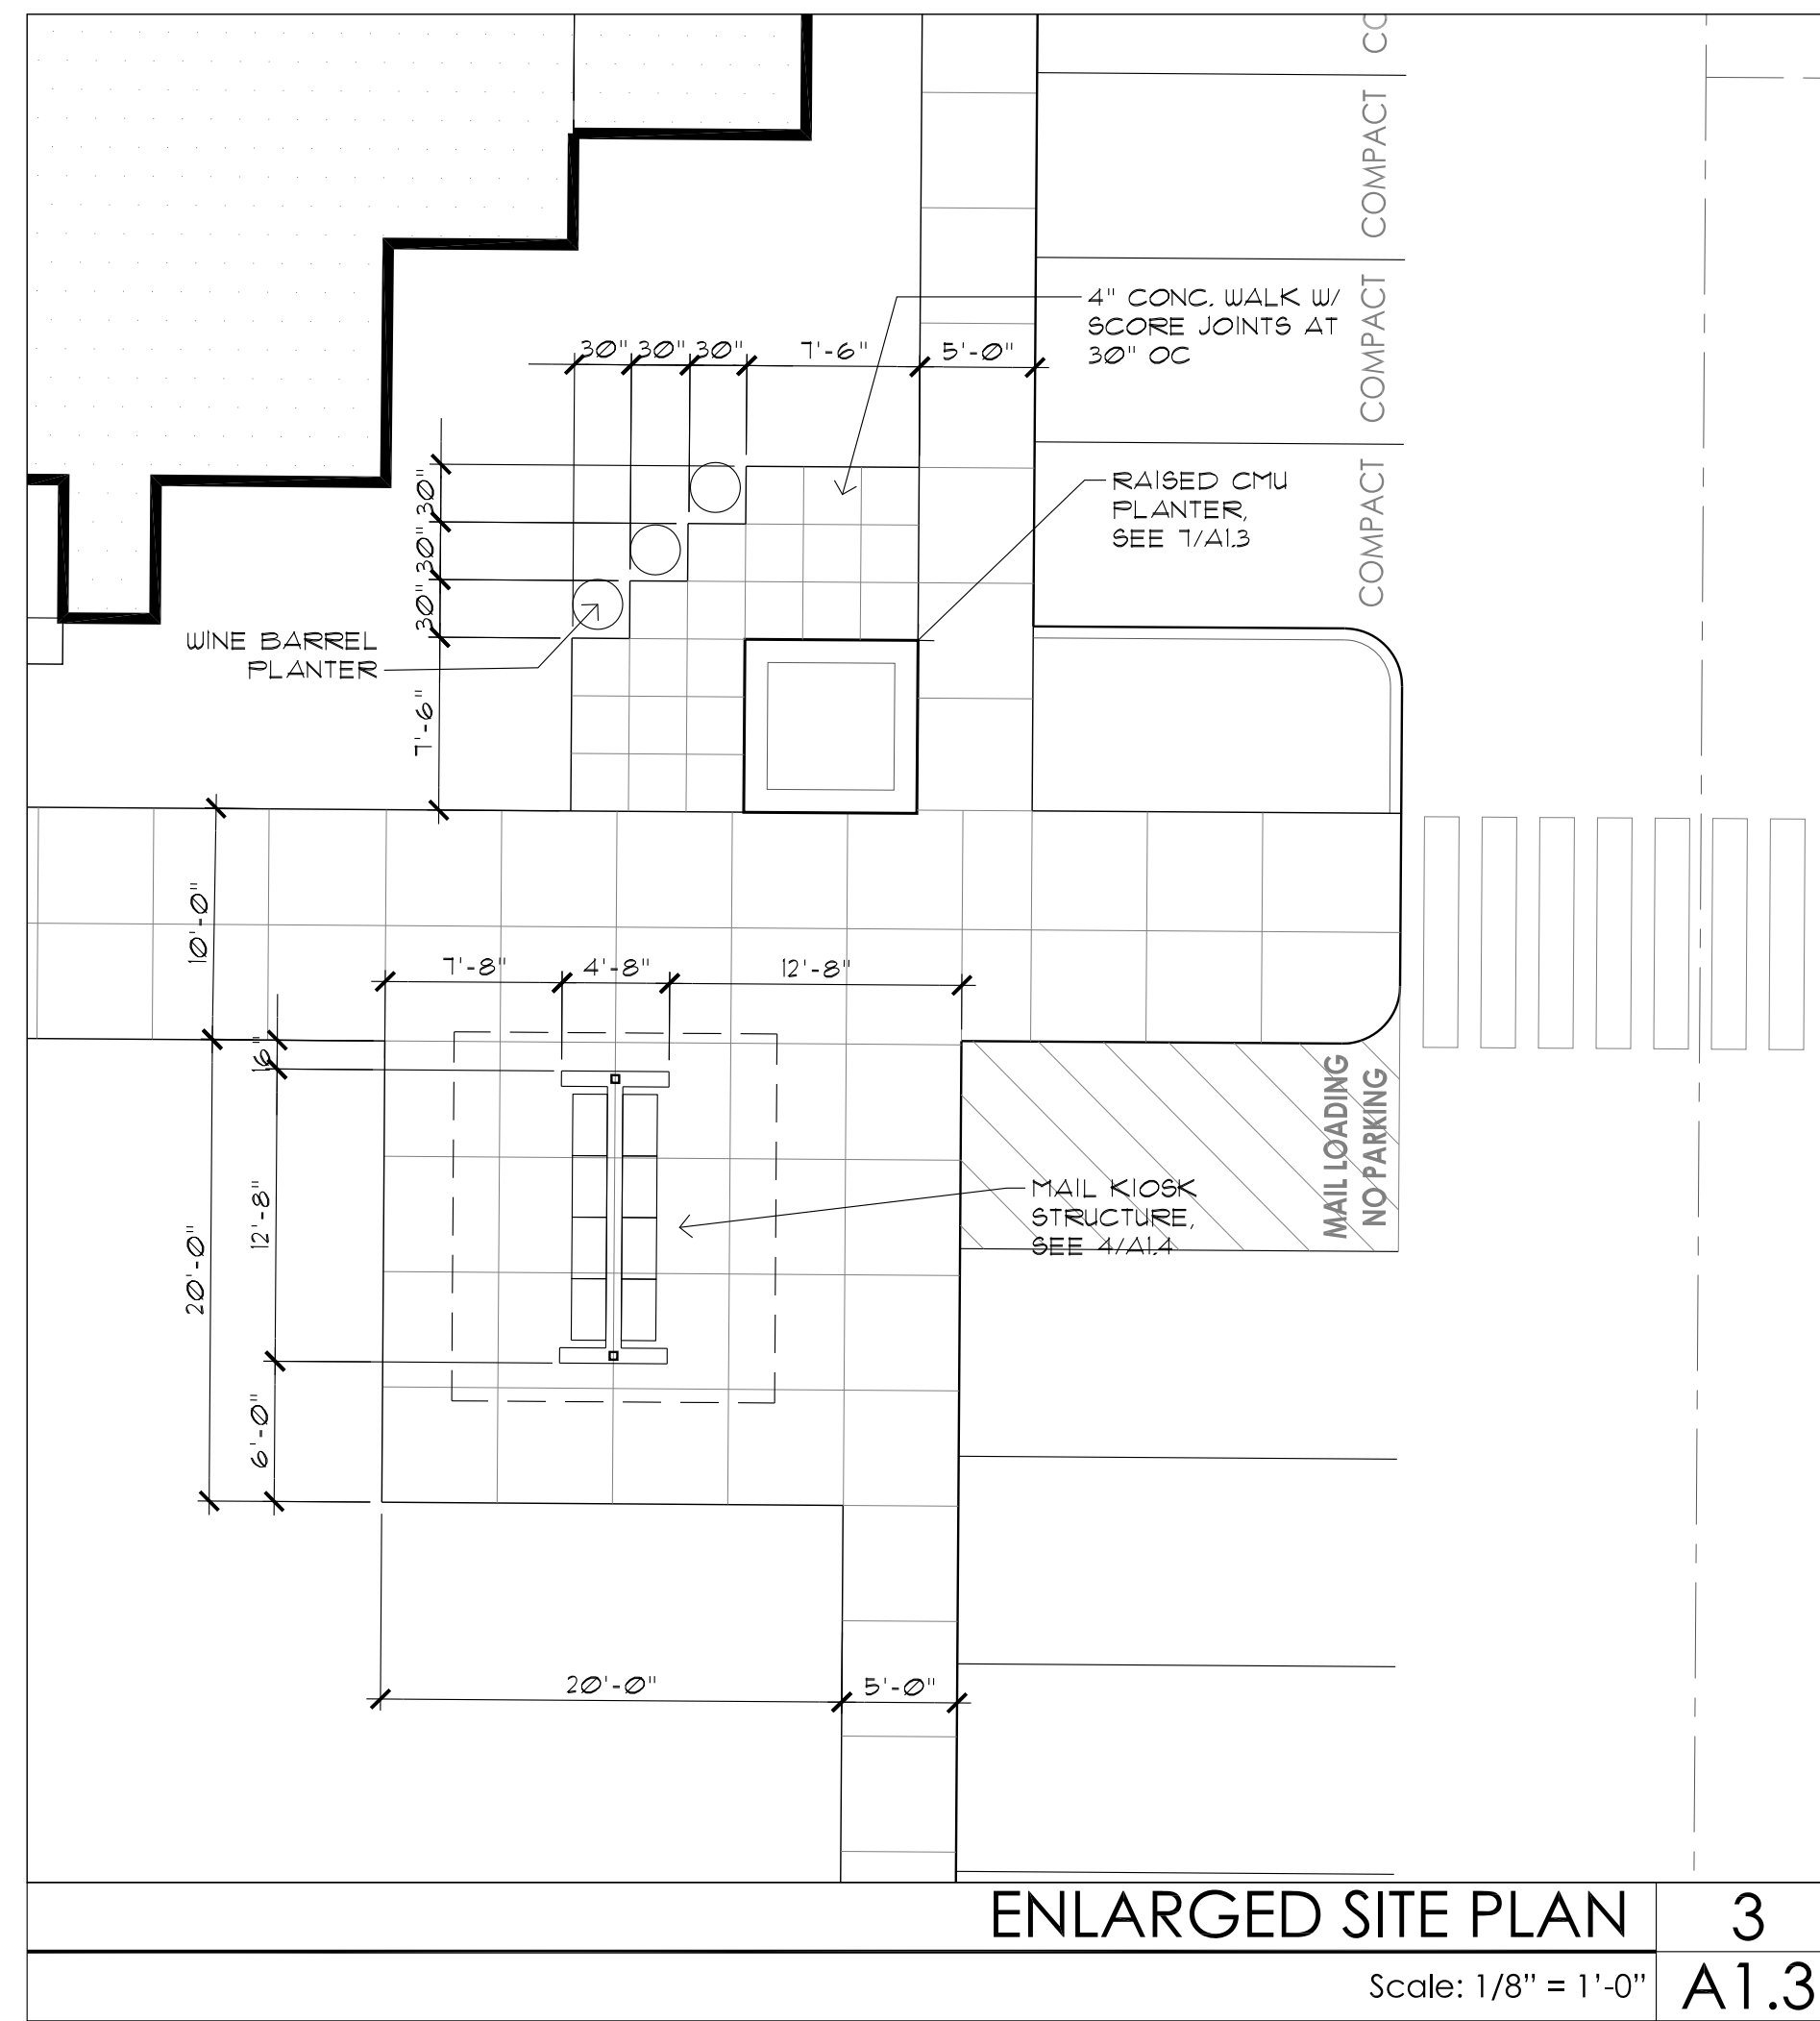 CO
COMPACT
COMPACT
COMPACT
4" CONC. WALK W/
SCORE JOINTS AT
30" OC
30" 30" 30" 7'-6" 5'-0"
RAISED CMU
PLANTER,
SEE 7/A1.3
30"
30"
30"
7'-6"
WINE BARREL
PLANTER
10'-0"
7'-8" 4'-8" 12'-8"
16"
12'-8"
20'-0"
6'-0"
MAIL LOADING
NO PARKING
MAIL KIOSK
STRUCTURE,
SEE 4/A1.4
20'-0" 5'-0"
ENLARGED SITE PLAN 3
Scale: 1/8” = 1’-0” A1.3